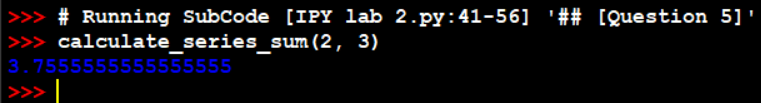 >>> # Running SubCode [IPY lab 2.py:41-56] '## [Question 5]'
>>> calculate_series_sum(2, 3)
3.7555555555555555
>>>